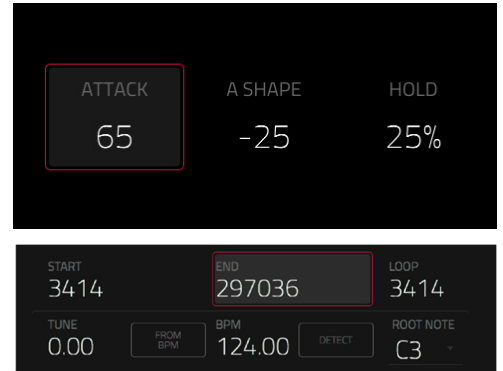 ATTACK A SHAPE HOLD
65 -25 25%
START END LOOP
3414 297036 3414
TUNE FROM BPM BPM DETECT ROOT NOTE
0.00 124.00 C3